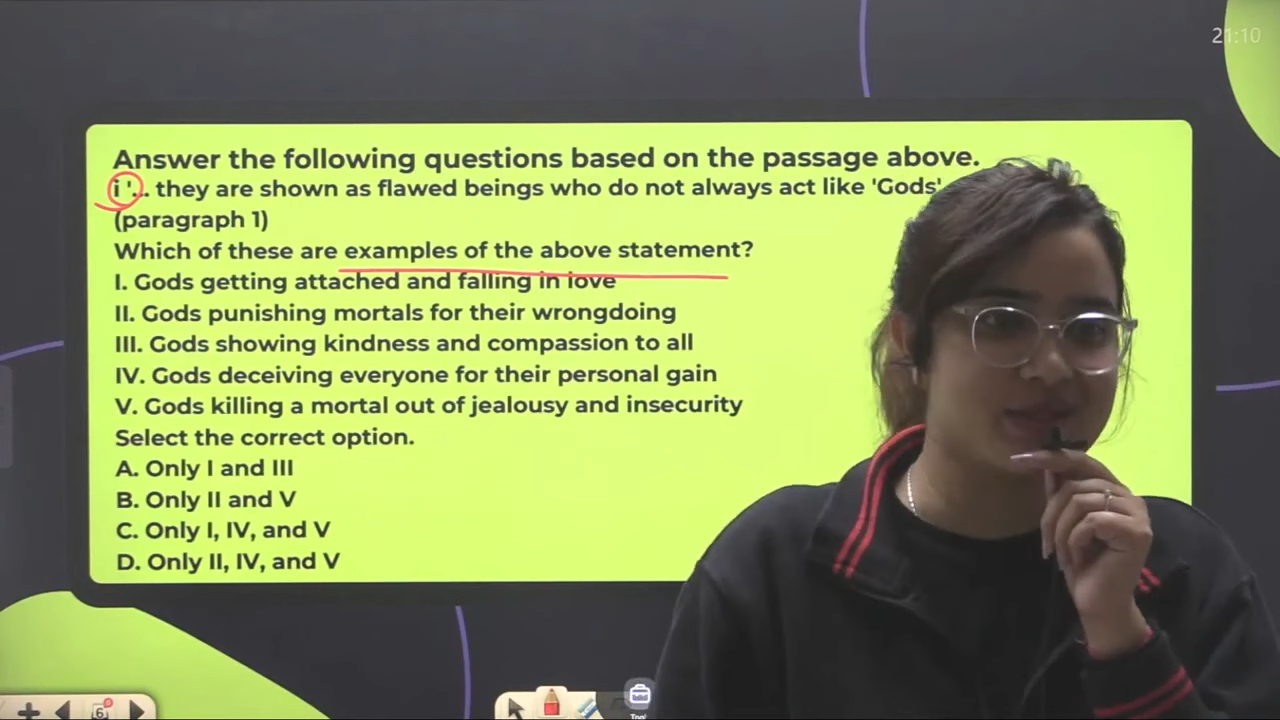 21:10
Answer the following questions based on the passage above.
i '... they are shown as flawed beings who do not always act like 'Gods'
(paragraph 1)
Which of these are examples of the above statement?
I. Gods getting attached and falling in love
II. Gods punishing mortals for their wrongdoing
III. Gods showing kindness and compassion to all
IV. Gods deceiving everyone for their personal gain
V. Gods killing a mortal out of jealousy and insecurity
Select the correct option.
A. Only I and III
B. Only II and V
C. Only I, IV, and V
D. Only II, IV, and V
6